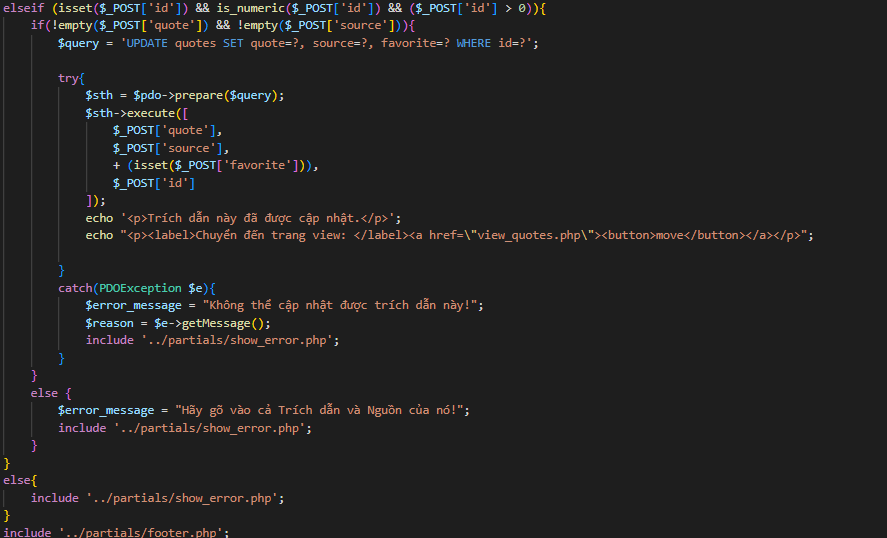 elseif (isset($_POST['id']) && is_numeric($_POST['id']) && ($_POST['id'] > 0)){
    if(!empty($_POST['quote']) && !empty($_POST['source'])){
        $query = 'UPDATE quotes SET quote=?, source=?, favorite=? WHERE id=?';

        try{
            $sth = $pdo->prepare($query);
            $sth->execute([
                $_POST['quote'],
                $_POST['source'],
                + (isset($_POST['favorite'])),
                $_POST['id']
            ]);
            echo '<p>Trích dẫn này đã được cập nhật.</p>';
            echo "<p><label>Chuyển đến trang view: </label><a href=\"view_quotes.php\"><button>move</button></a></p>";

        }
        catch(PDOException $e){
            $error_message = "Không thể cập nhật được trích dẫn này!";
            $reason = $e->getMessage();
            include '../partials/show_error.php';
        }
    }
    else {
        $error_message = "Hãy gõ vào cả Trích dẫn và Nguồn của nó!";
        include '../partials/show_error.php';
    }
}
else{
    include '../partials/show_error.php';
}
include '../partials/footer.php';